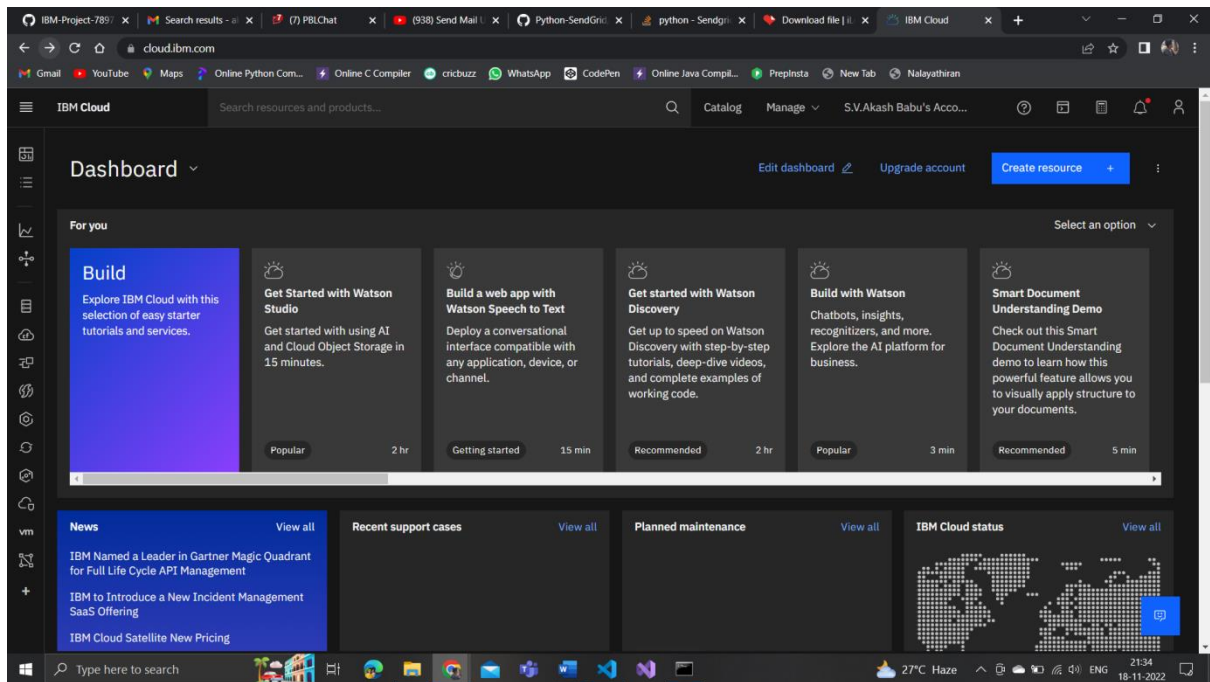 IBM-Project-7897
Search results - a
(7) PBLChat
(938) Send Mail U
Python-SendGrid
python - Sendgri
Download file | iL
IBM Cloud
cloud.ibm.com
Gmail YouTube Maps Online Python Com... Online C Compiler cricbuzz WhatsApp CodePen Online Java Compil... PrepInsta New Tab Nalayathiran
IBM Cloud Search resources and products... Catalog Manage S.V.Akash Babu's Acco...
Dashboard
Edit dashboard Upgrade account Create resource +
For you Select an option
Build
Explore IBM Cloud with this
selection of easy starter
tutorials and services.
Get Started with Watson
Studio
Get started with using AI
and Cloud Object Storage in
15 minutes.
Popular 2 hr
Build a web app with
Watson Speech to Text
Deploy a conversational
interface compatible with
any application, device, or
channel.
Getting started 15 min
Get started with Watson
Discovery
Get up to speed on Watson
Discovery with step-by-step
tutorials, deep-dive videos,
and complete examples of
working code.
Recommended 2 hr
Build with Watson
Chatbots, insights,
recognitizers, and more.
Explore the AI platform for
business.
Popular 3 min
Smart Document
Understanding Demo
Check out this Smart
Document Understanding
demo to learn how this
powerful feature allows you
to visually apply structure to
your documents.
Recommended 5 min
vm
News View all
IBM Named a Leader in Gartner Magic Quadrant
for Full Life Cycle API Management
IBM to Introduce a New Incident Management
SaaS Offering
IBM Cloud Satellite New Pricing
Recent support cases View all
Planned maintenance View all
IBM Cloud status View all
Type here to search
27°C Haze
ENG
21:34
18-11-2022